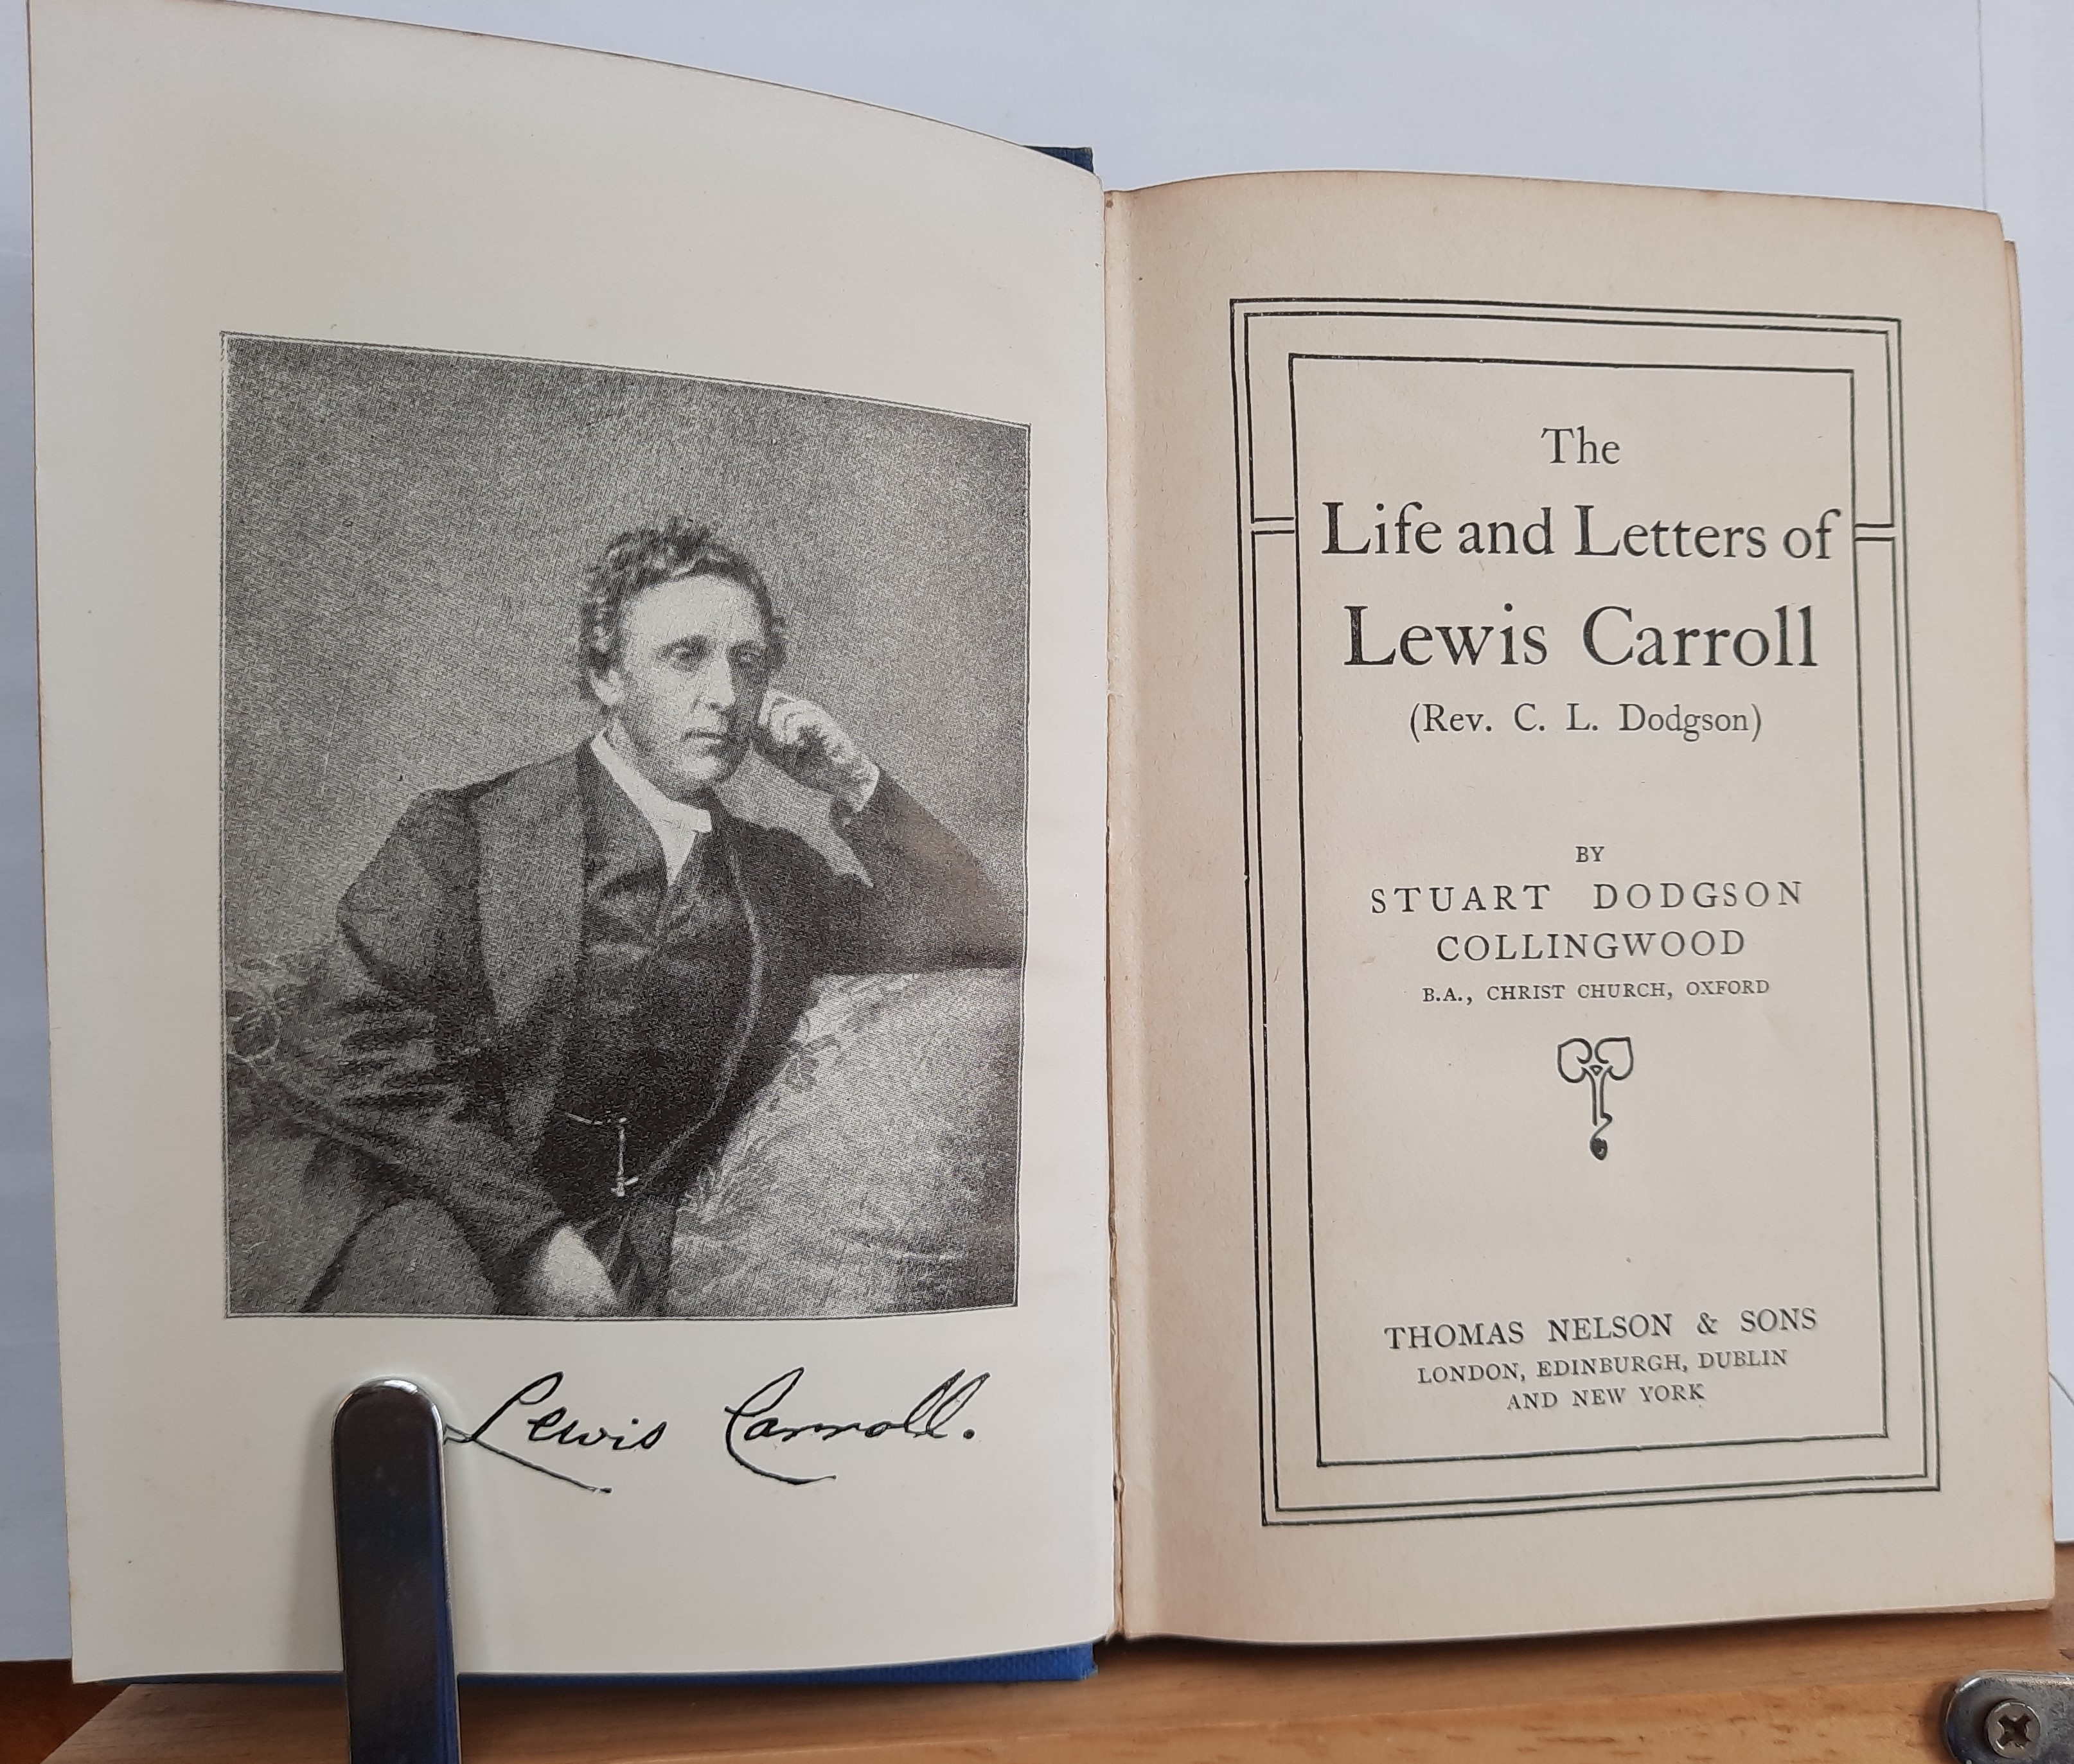 Lewis Carroll.
The
Life and Letters of
Lewis Carroll
(Rev. C. L. Dodgson)
BY
STUART DODGSON
COLLINGWOOD
B.A., CHRIST CHURCH, OXFORD
THOMAS NELSON & SONS
LONDON, EDINBURGH, DUBLIN
AND NEW YORK